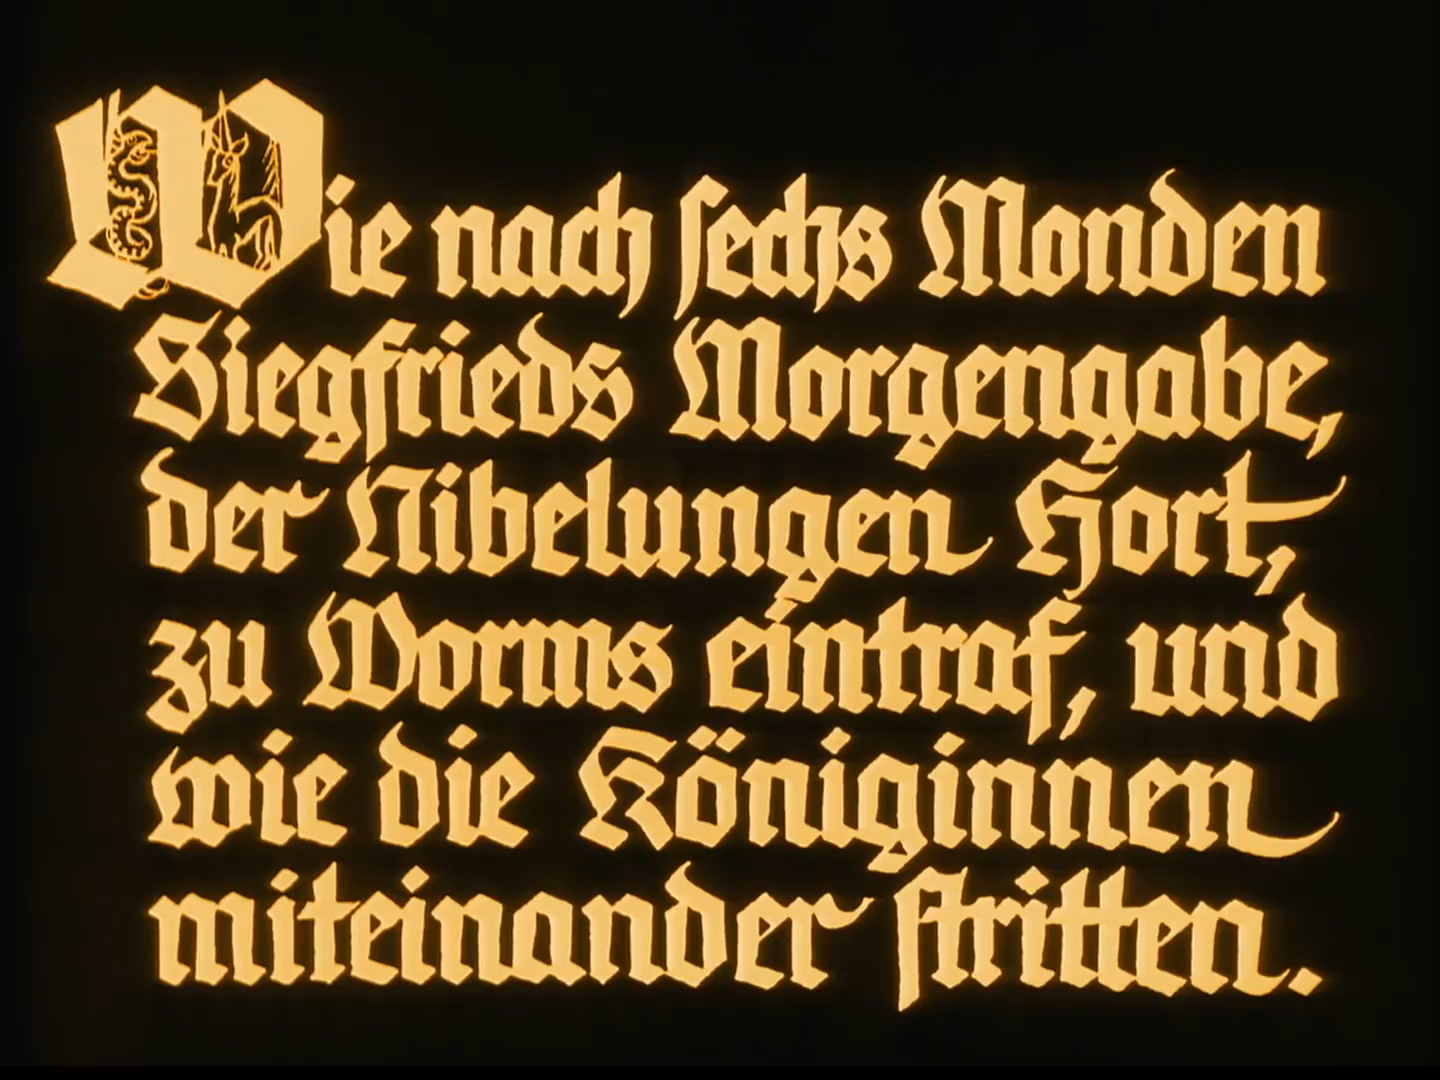 Wie nach sechs Monden
Siegfrieds Morgengabe,
der Nibelungen Hort,
zu Worms eintraf, und
wie die Königinnen
miteinander stritten.